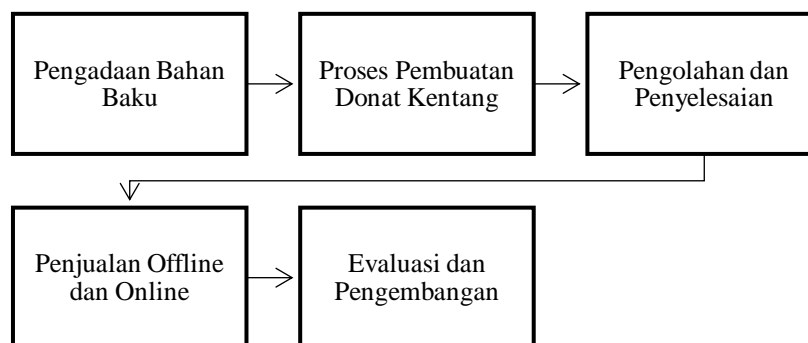 Pengadaan Bahan
Baku
Proses Pembuatan
Donat Kentang
Pengolahan dan
Penyelesaian
Penjualan Offline
dan Online
Evaluasi dan
Pengembangan